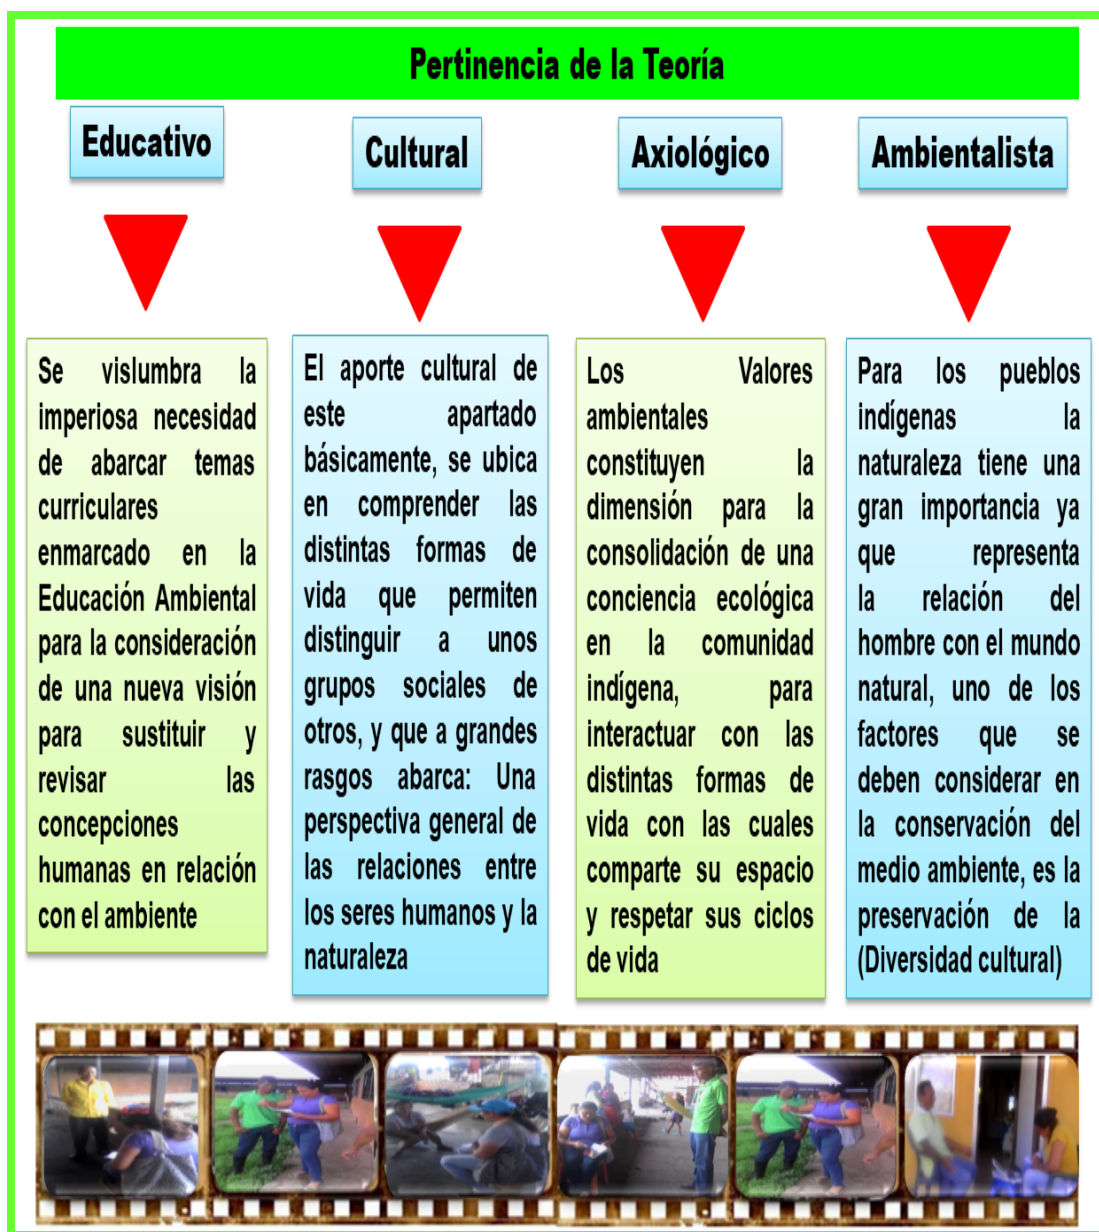 Pertinencia de la Teoría
Educativo
Cultural
Axiológico
Ambientalista
Se vislumbra la
imperiosa necesidad
de abarcar temas
curriculares
enmarcado en la
Educación Ambiental
para la consideración
de una nueva visión
para sustituir y
revisar las
concepciones
humanas en relación
con el ambiente
El aporte cultural de
este apartado
básicamente, se ubica
en comprender las
distintas formas de
vida que permiten
distinguir a unos
grupos sociales de
otros, y que a grandes
rasgos abarca: Una
perspectiva general de
las relaciones entre
los seres humanos y la
naturaleza
Los Valores
ambientales
constituyen la
dimensión para la
consolidación de una
conciencia ecológica
en la comunidad
indígena, para
interactuar con las
distintas formas de
vida con las cuales
comparte su espacio
y respetar sus ciclos
de vida
Para los pueblos
indígenas la
naturaleza tiene una
gran importancia ya
que representa
la relación del
hombre con el mundo
natural, uno de los
factores que se
deben considerar en
la conservación del
medio ambiente, es la
preservación de la
(Diversidad cultural)